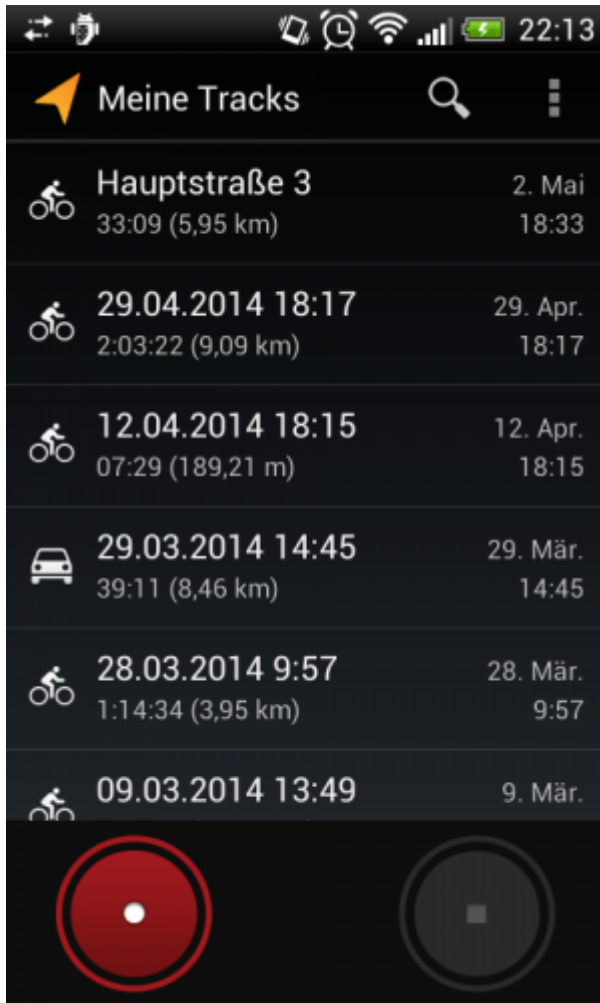 22:13
Meine Tracks
Hauptstraße 3
2. Mai
33:09 (5,95 km)
18:33
29.04.2014 18:17
29. Apr.
2:03:22 (9,09 km)
18:17
12.04.2014 18:15
12. Apr.
07:29 (189,21 m)
18:15
29.03.2014 14:45
29. Mär.
39:11 (8,46 km)
14:45
28.03.2014 9:57
28. Mär.
1:14:34 (3,95 km)
9:57
09.03.2014 13:49
9. Mär.